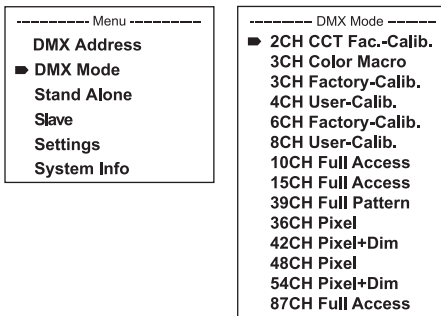 --------- Menu ---------
DMX Address
DMX Mode
Stand Alone
Slave
Settings
System Info
------- DMX Mode ------
2CH CCT Fac.-Calib.
3CH Color Macro
3CH Factory-Calib.
4CH User-Calib.
6CH Factory-Calib.
8CH User-Calib.
10CH Full Access
15CH Full Access
39CH Full Pattern
36CH Pixel
42CH Pixel+Dim
48CH Pixel
54CH Pixel+Dim
87CH Full Access